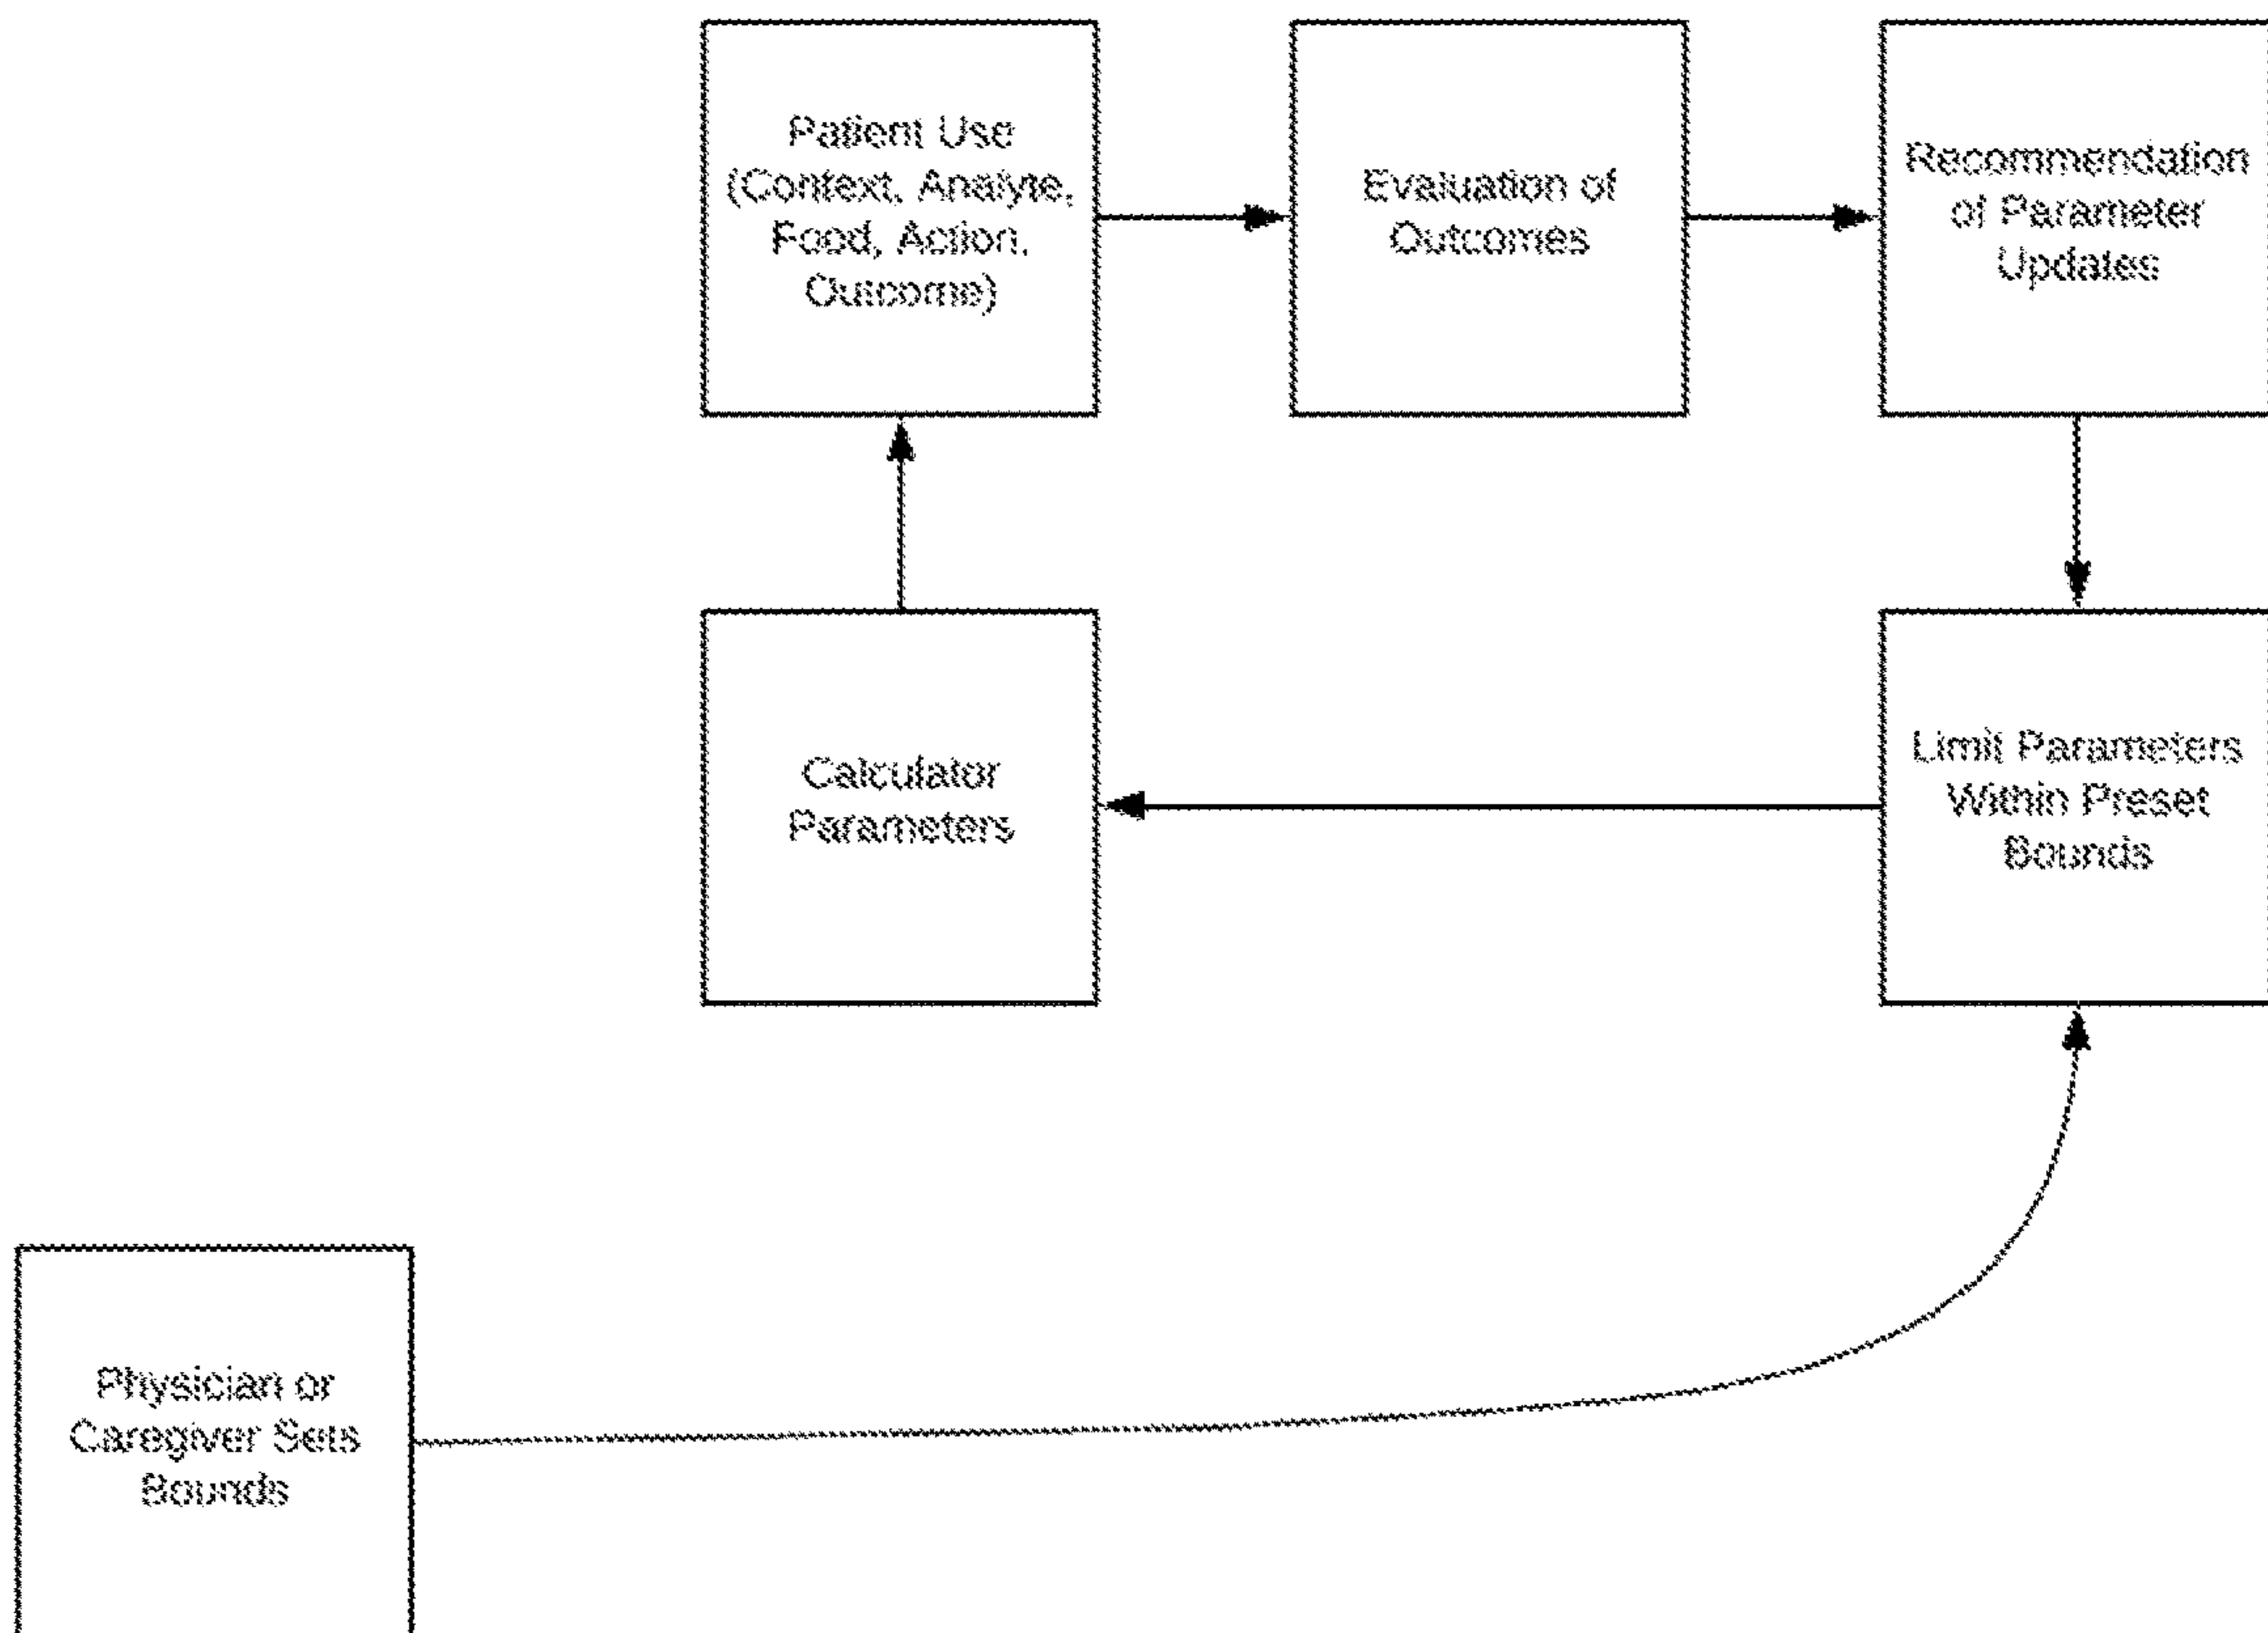 Patient Use
(Context, Analyte,
Food, Action,
Outcome)
Evaluation of
Outcomes
Recommendation
of Parameter
Updates
Calculator
Parameters
Limit Parameters
Within Preset
Bounds
Physician or
Caregiver Sets
Bounds